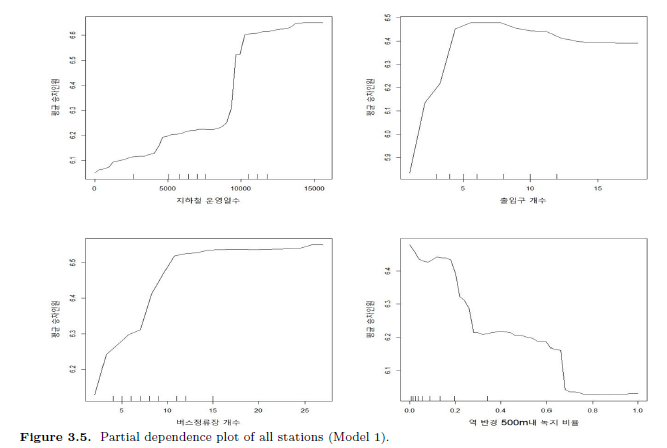 6.6
6.5
6.4
6.3
6.2
6.1
평균 승차인원
0 5000 10000 15000
지하철 운영일수
6.5
6.4
6.3
6.2
6.1
6.0
5.9
평균 승차인원
5 10 15
출입구 개수
6.5
6.4
6.3
6.2
평균 승차인원
5 10 15 20 25
버스정류장 개수
6.4
6.3
6.2
6.1
평균 승차인원
0.0 0.2 0.4 0.6 0.8 1.0
역 반경 500m내 녹지 비율
Figure 3.5. Partial dependence plot of all stations (Model 1).